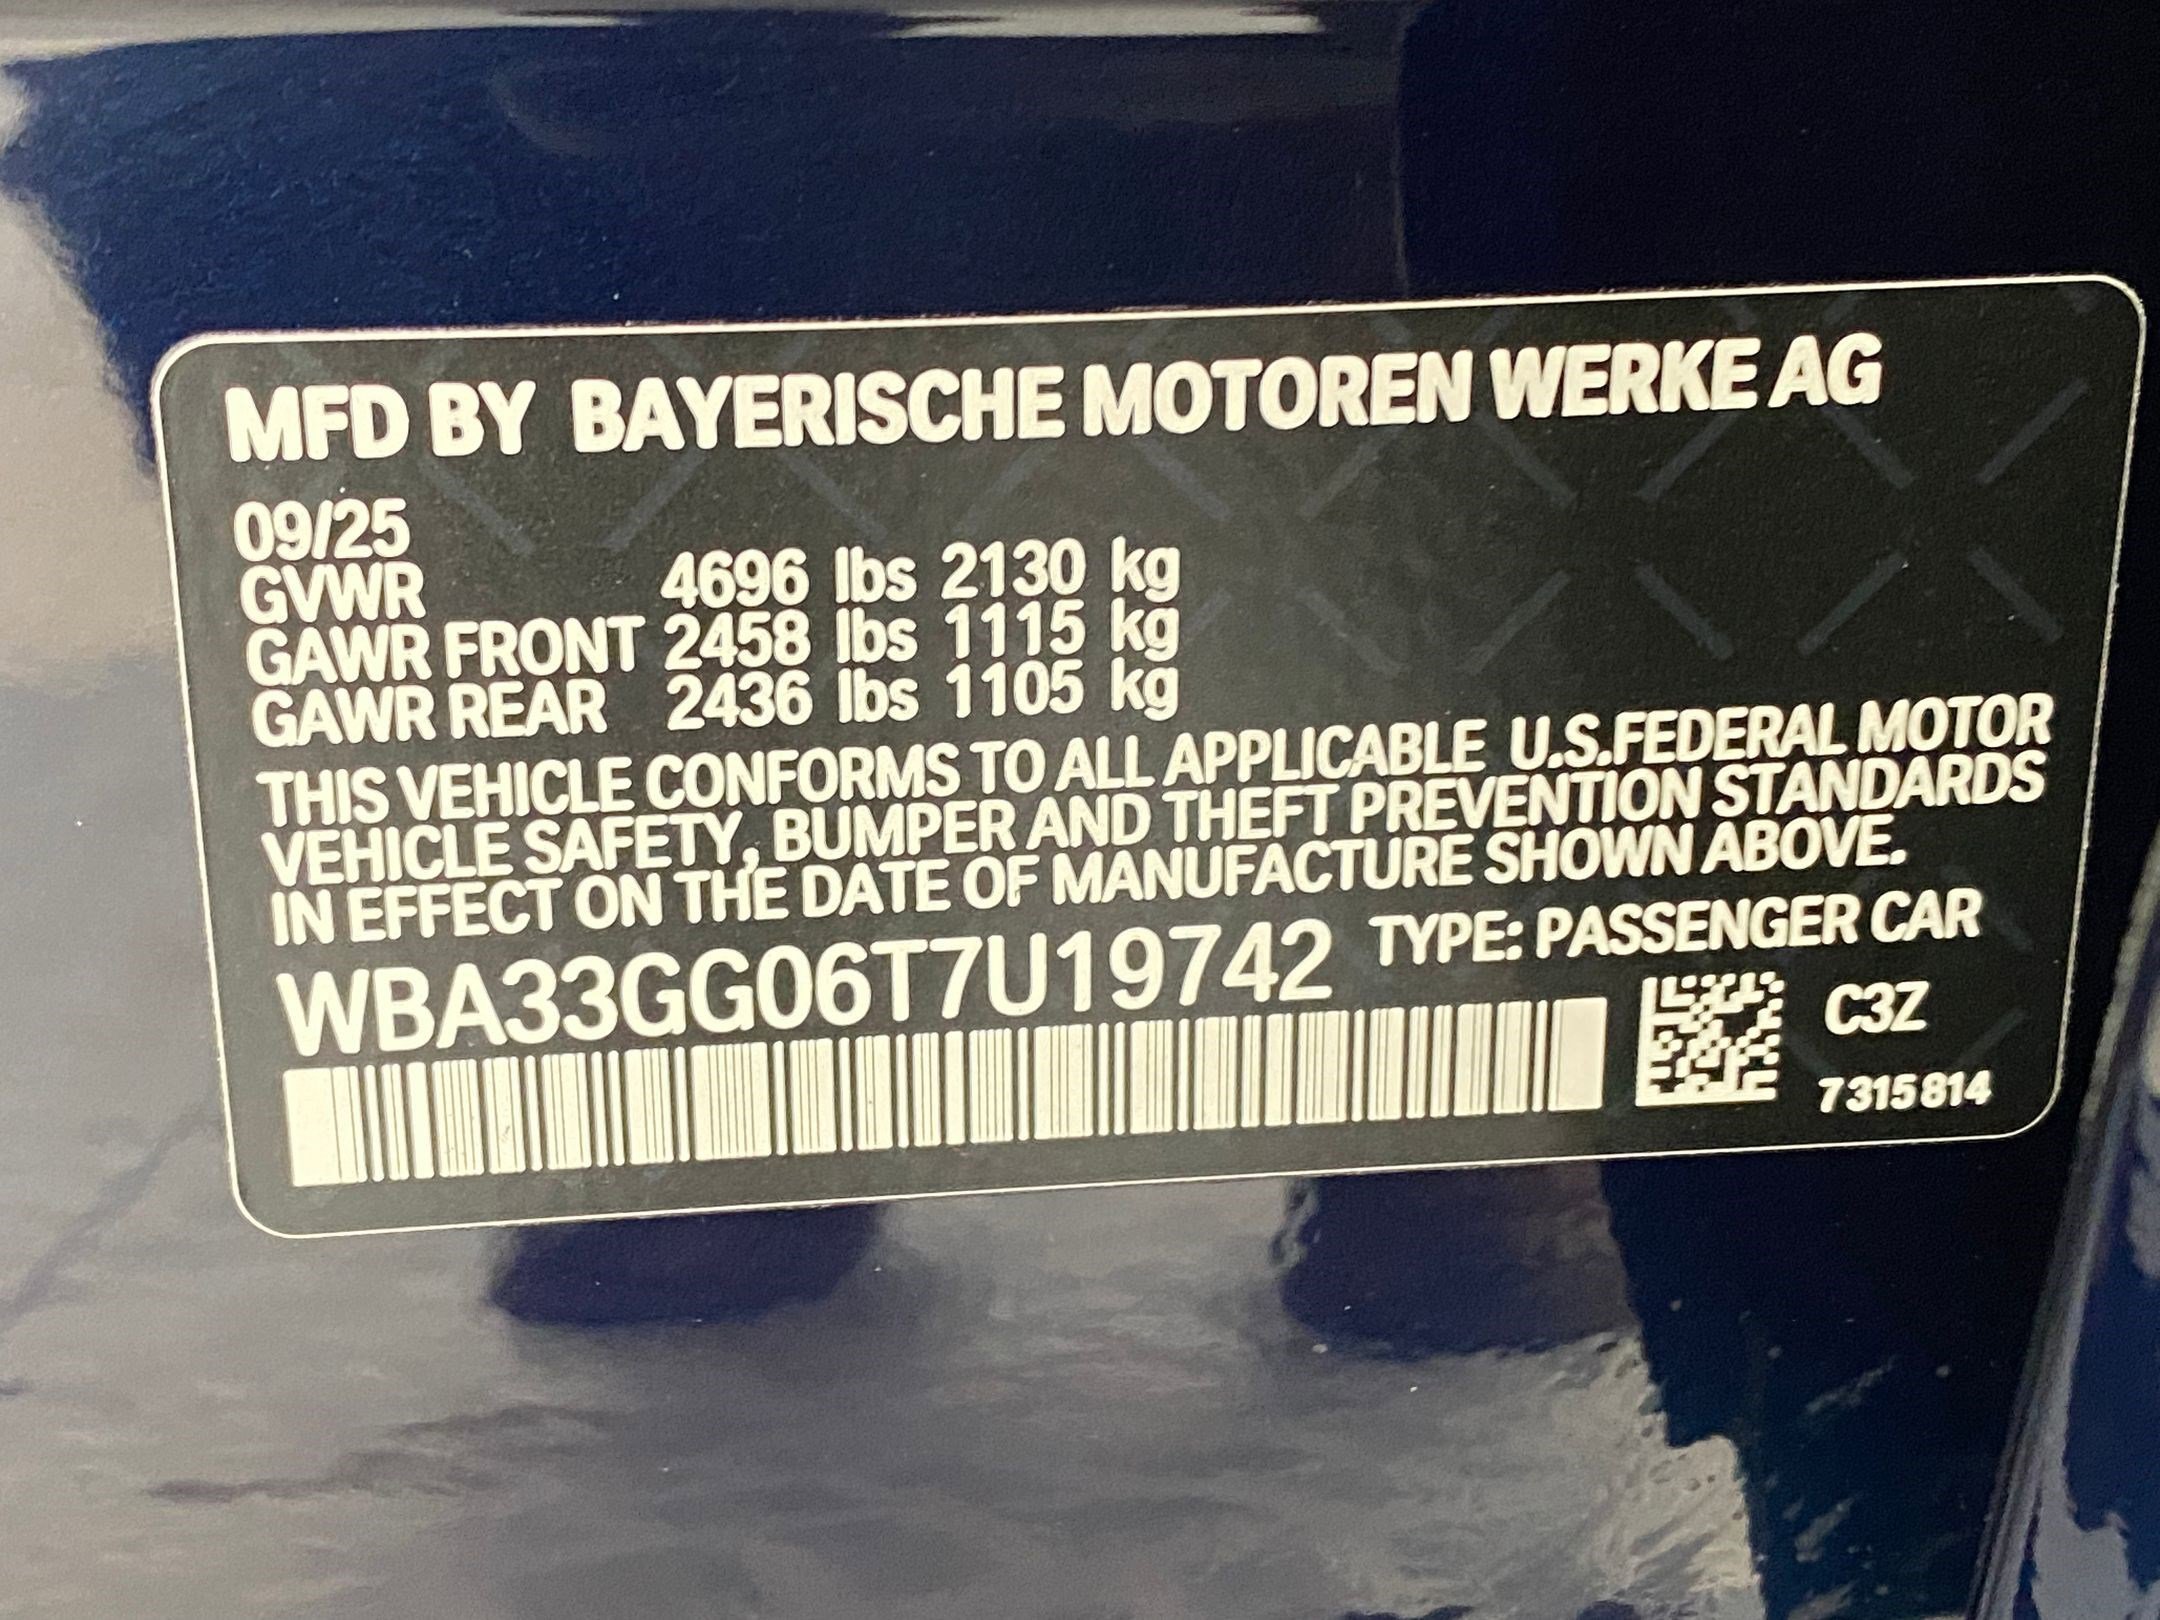 MFD BY BAYERISCHE MOTOREN WERKE AG
09/25
GVWR 4696 lbs 2130 kg
GAWR FRONT 2458 lbs 1115 kg
GAWR REAR 2436 lbs 1105 kg
THIS VEHICLE CONFORMS TO ALL APPLICABLE U.S.FEDERAL MOTOR
VEHICLE SAFETY, BUMPER AND THEFT PREVENTION STANDARDS
IN EFFECT ON THE DATE OF MANUFACTURE SHOWN ABOVE.
WBA33GG06T7U19742 TYPE: PASSENGER CAR
C3Z
7315814